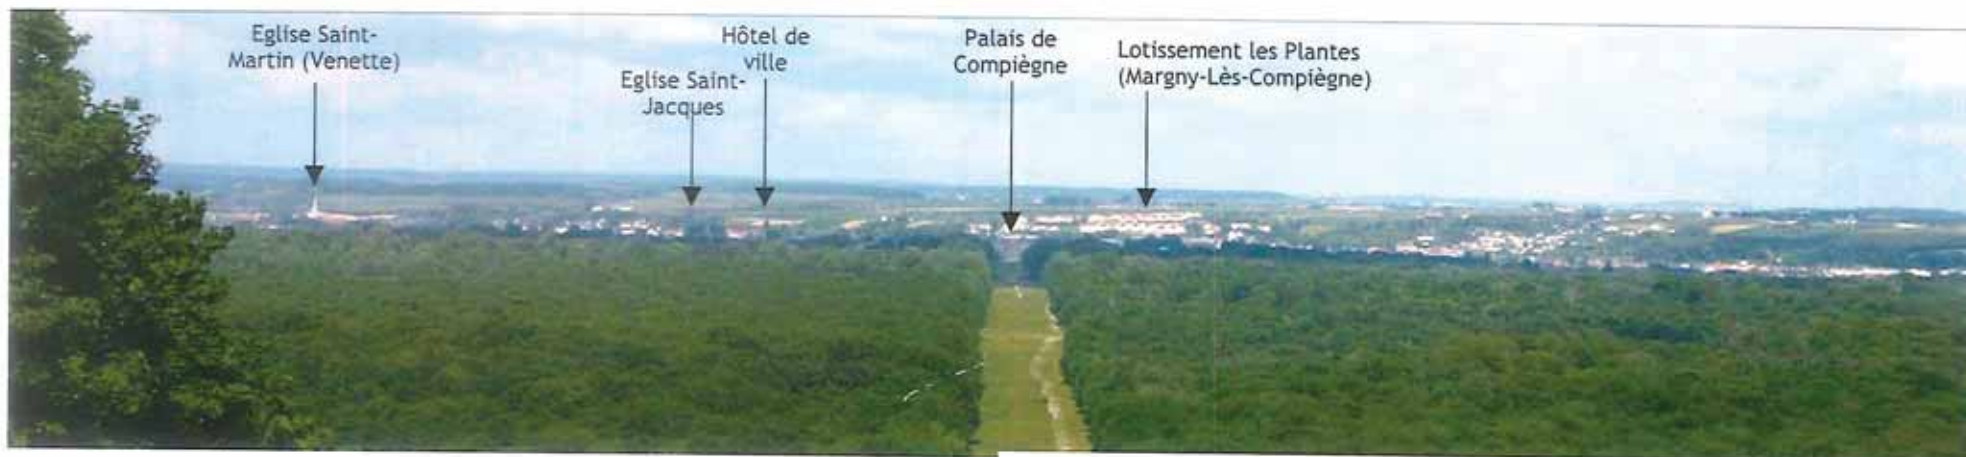 Eglise Saint-
Martin (Venette)
Eglise Saint-
Jacques
Hôtel de
ville
Palais de
Compiègne
Lotissement les Plantes
(Margny-Lès-Compiègne)